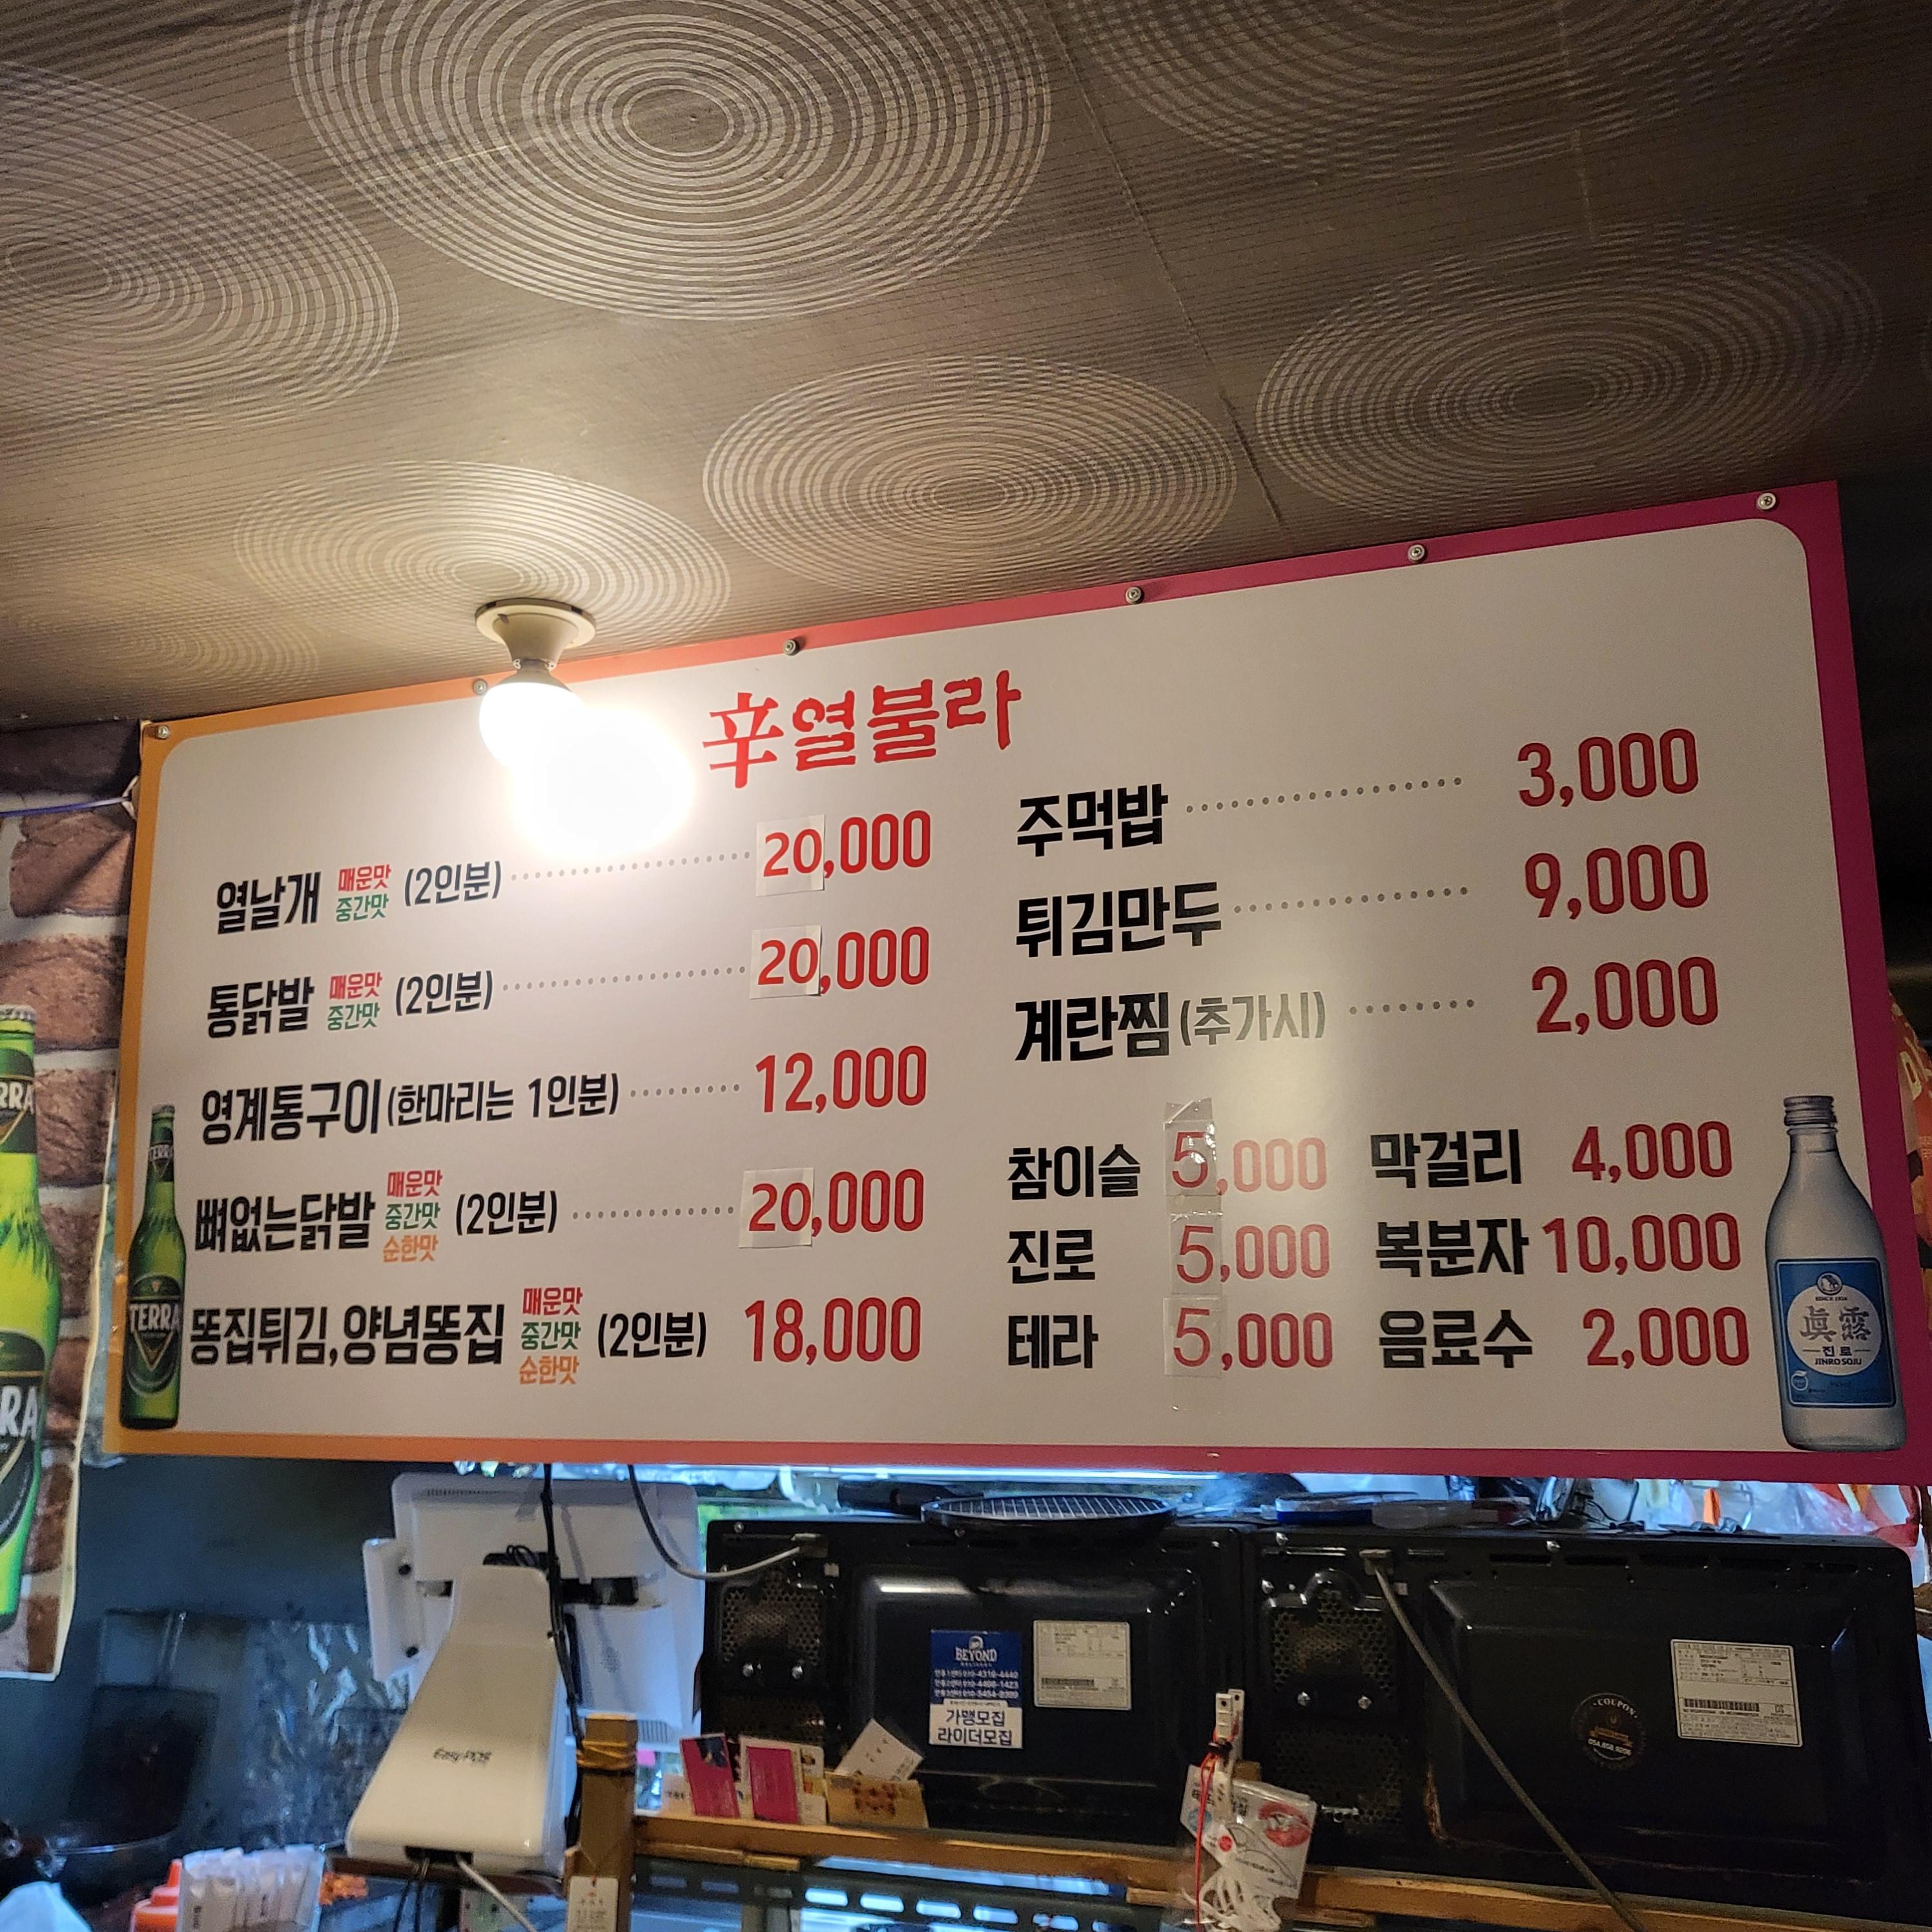 辛열불라
열날개 매운맛 중간맛 (2인분) 20,000
통닭발 매운맛 중간맛 (2인분) 20,000
영계통구이(한마리는 1인분) 12,000
뼈없는닭발 매운맛 중간맛 순한맛 (2인분) 20,000
똥집튀김,양념똥집 매운맛 중간맛 순한맛 (2인분) 18,000
주먹밥 3,000
튀김만두 9,000
계란찜(추가시) 2,000
참이슬 5,000 막걸리 4,000
진로 5,000 복분자 10,000
테라 5,000 음료수 2,000
TERRA
TERRA
眞露
진로
JINRO SOJU
EasyPOS
BEYOND
가맹모집
라이더모집
COUPON